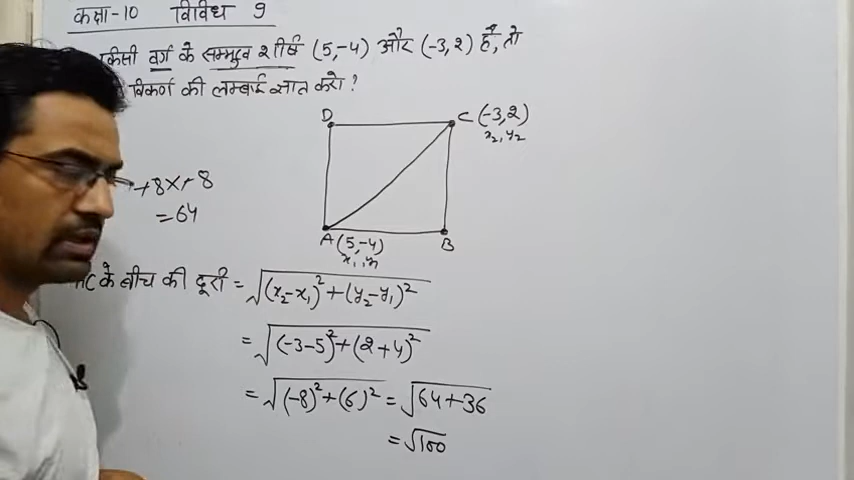 कक्षा-10 विविध 9
किसी वर्ग के सम्मुख शीर्ष (5,-4) और (-3,2) हैं, तो
विकर्ण की लम्बाई ज्ञात करो?
D
C (-3,2)
x₂, y₂
-8x-8
=64
A (5,-4)
B
x₁, y₁
AC के बीच की दूरी = √(x₂-x₁)²+(y₂-y₁)²
= √(-3-5)²+(2+4)²
= √(-8)²+(6)² = √64+36
= √100